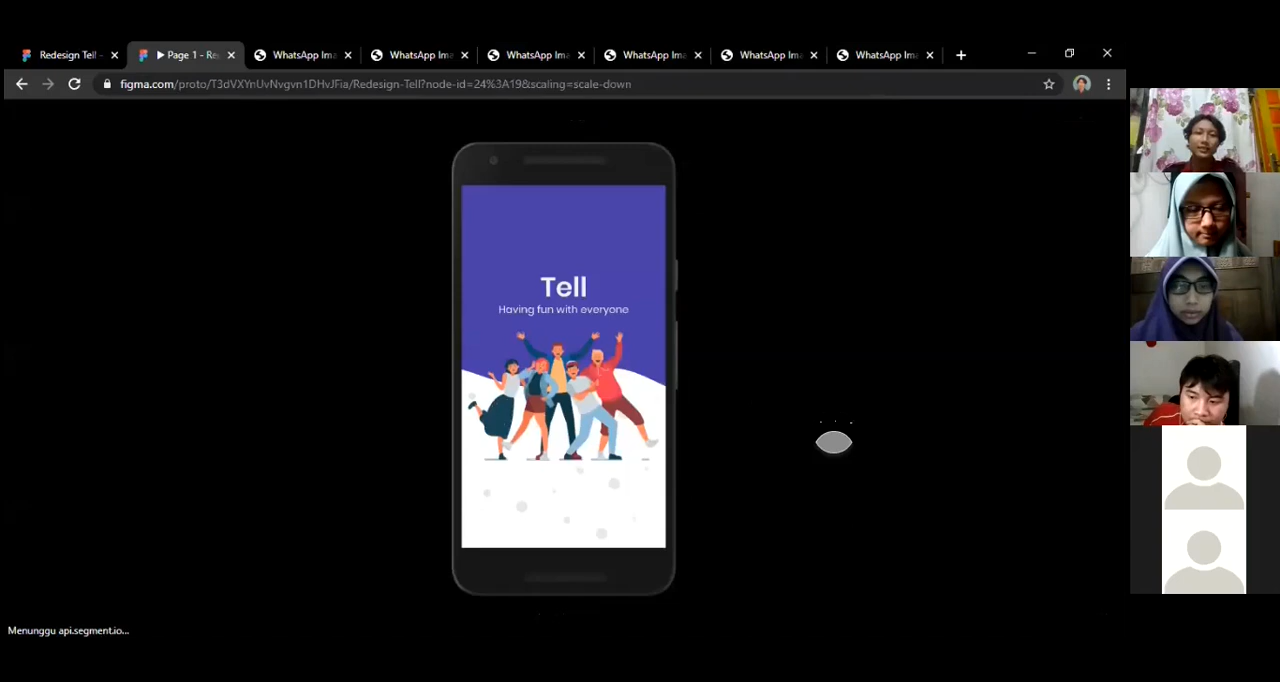 Redesign Tell -
Page 1 - Re
WhatsApp Ima
WhatsApp Ima
WhatsApp Ima
WhatsApp Ima
WhatsApp Ima
WhatsApp Ima
figma.com/proto/T3dVXYnUvNvgvn1DHvJFia/Redesign-Tell?node-id=24%3A19&scaling=scale-down
Tell
Having fun with everyone
Menunggu api.segment.io...